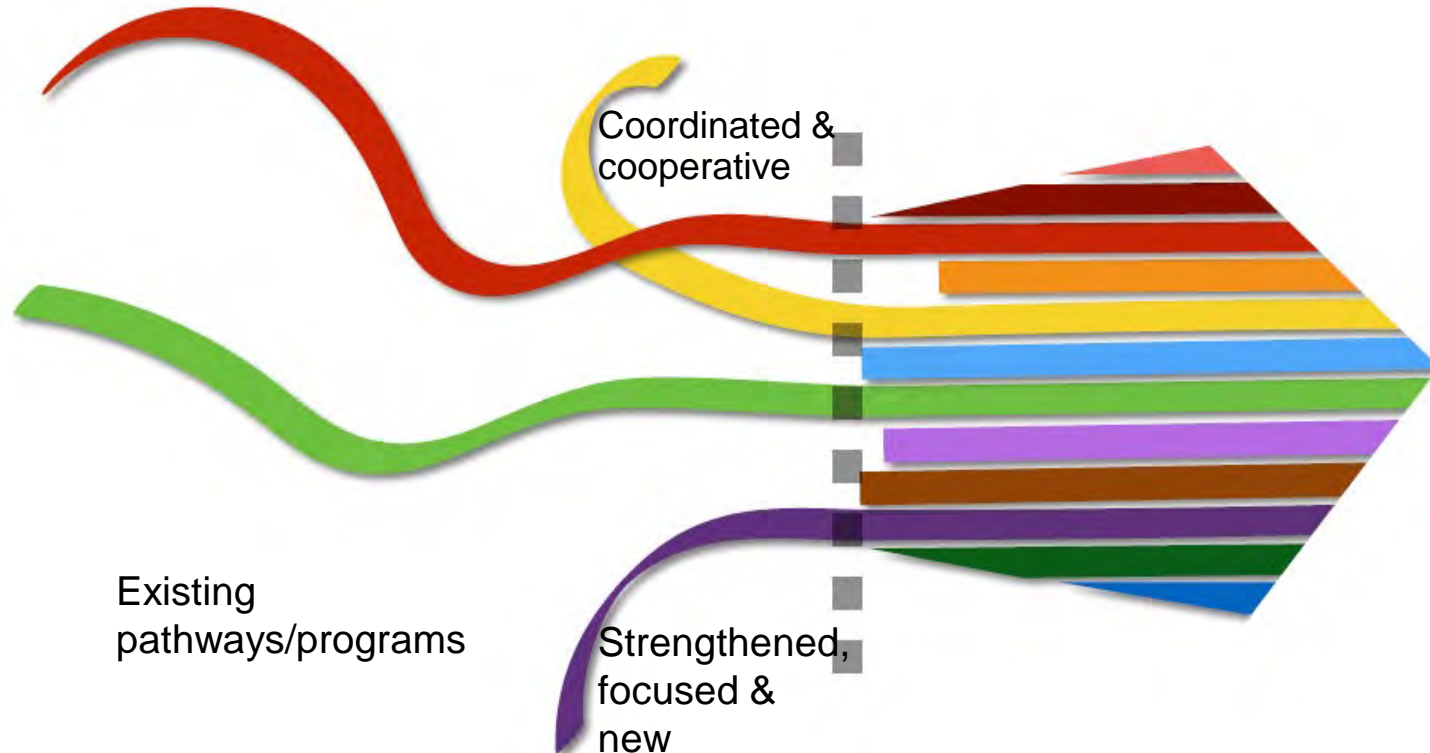 Coordinated &
cooperative
Existing
pathways/programs
Strengthened,
focused &
new